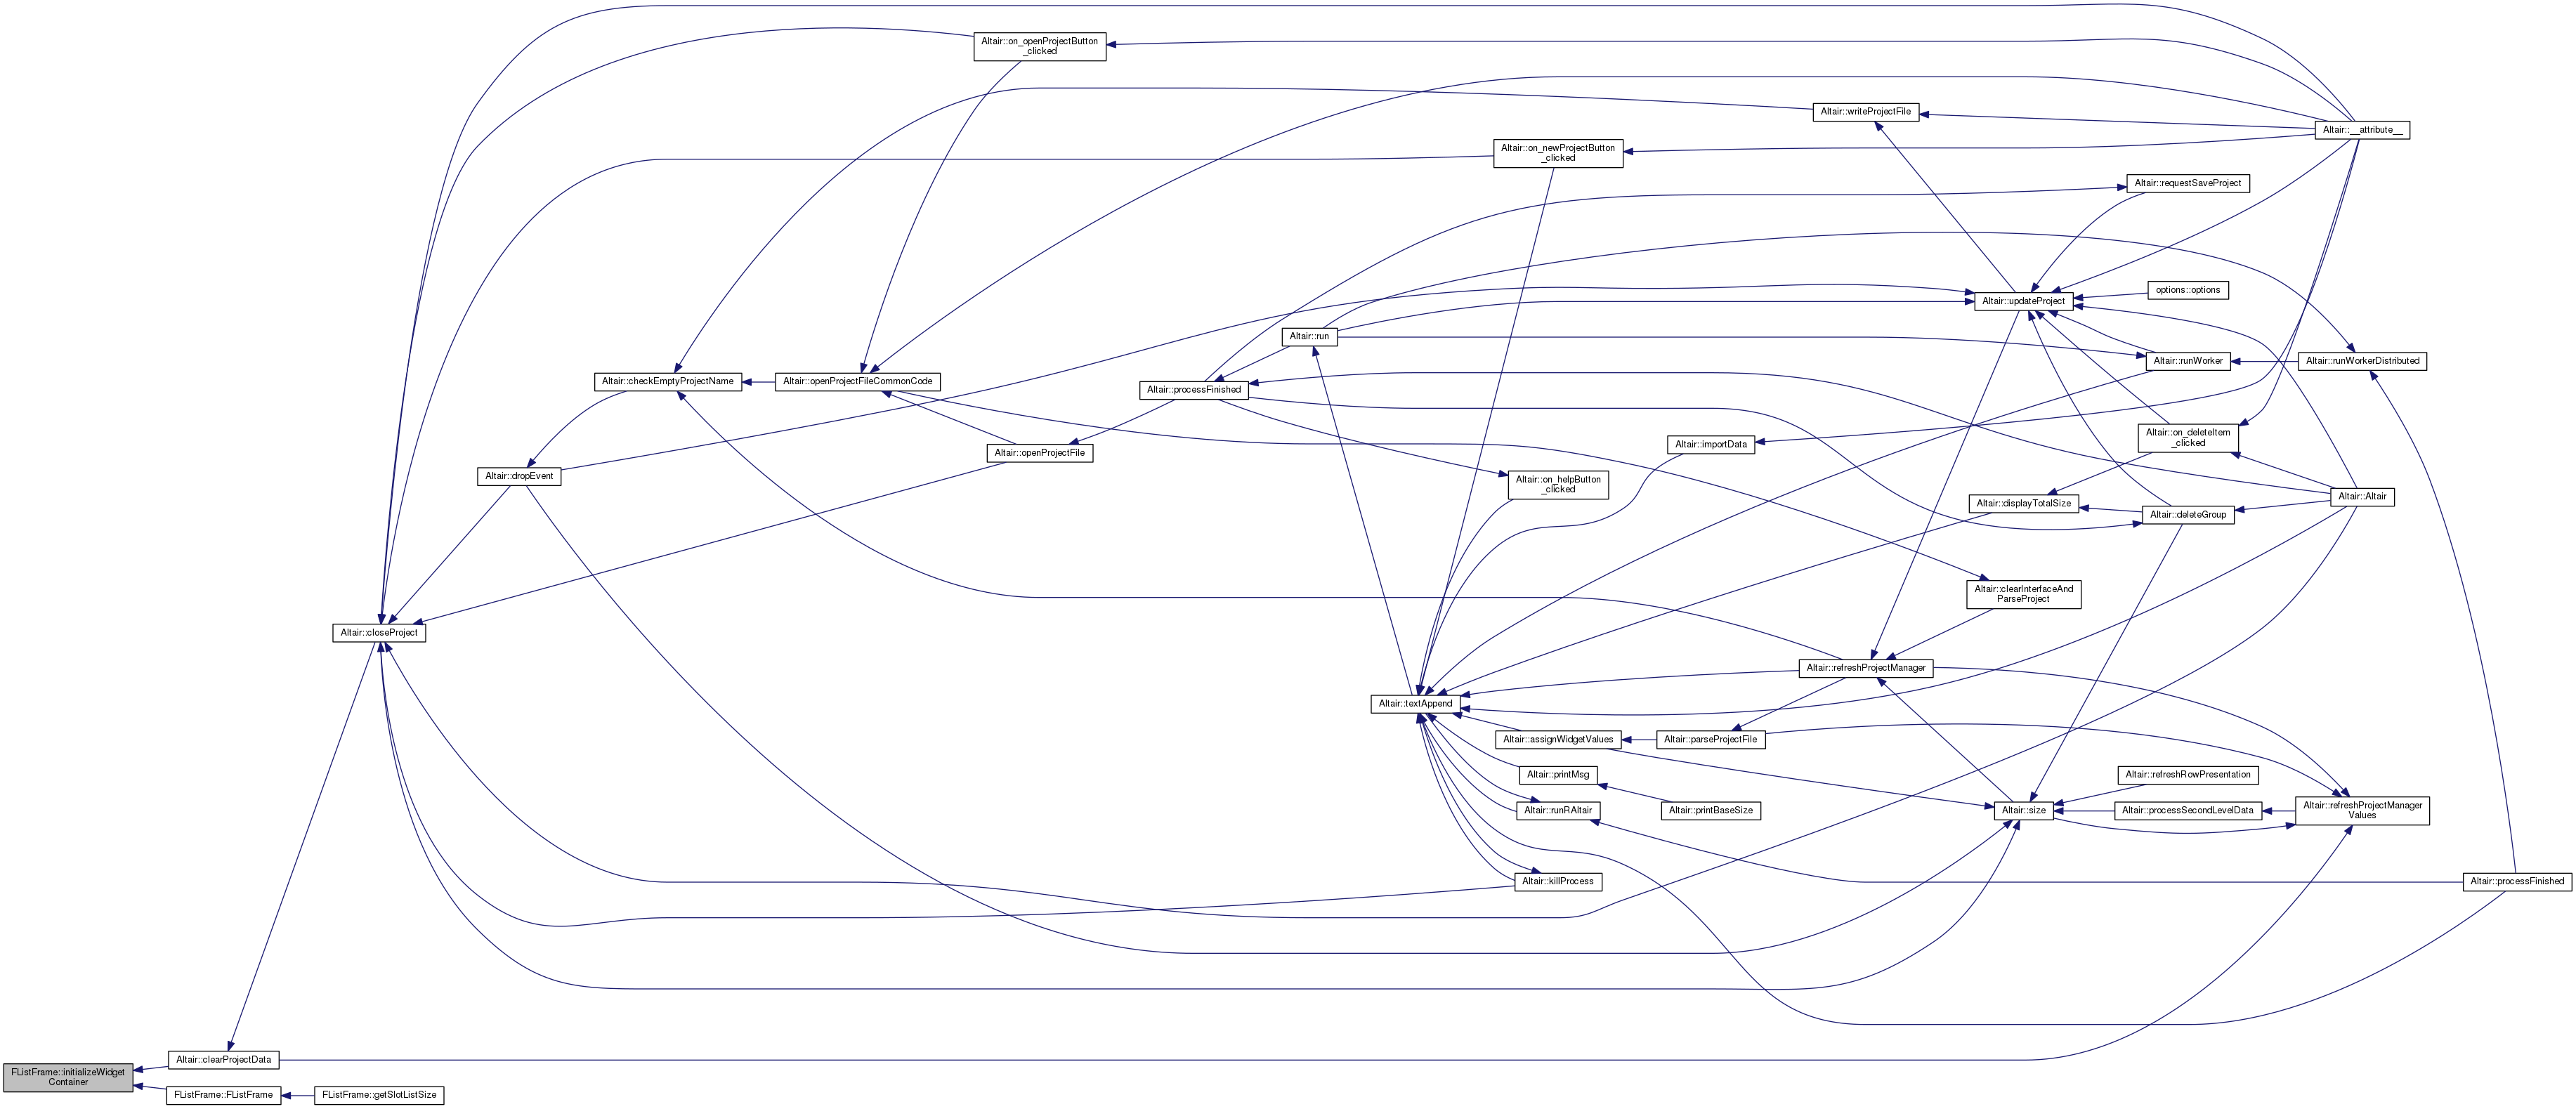 Altair::on_openProjectButton
_clicked
Altair::writeProjectFile
Altair::__attribute__
Altair::on_newProjectButton
_clicked
Altair::requestSaveProject
options::options
Altair::updateProject
Altair::run
Altair::runWorker
Altair::runWorkerDistributed
Altair::checkEmptyProjectName
Altair::openProjectFileCommonCode
Altair::processFinished
Altair::on_deleteItem
_clicked
Altair::importData
Altair::openProjectFile
Altair::dropEvent
Altair::on_helpButton
_clicked
Altair::Altair
Altair::displayTotalSize
Altair::deleteGroup
Altair::clearInterfaceAnd
ParseProject
Altair::closeProject
Altair::refreshProjectManager
Altair::textAppend
Altair::assignWidgetValues
Altair::parseProjectFile
Altair::printMsg
Altair::refreshRowPresentation
Altair::runRAltair
Altair::printBaseSize
Altair::size
Altair::processSecondLevelData
Altair::refreshProjectManager
Values
Altair::killProcess
Altair::processFinished
Altair::clearProjectData
FListFrame::initializeWidget
Container
FListFrame::FListFrame
FListFrame::getSlotListSize